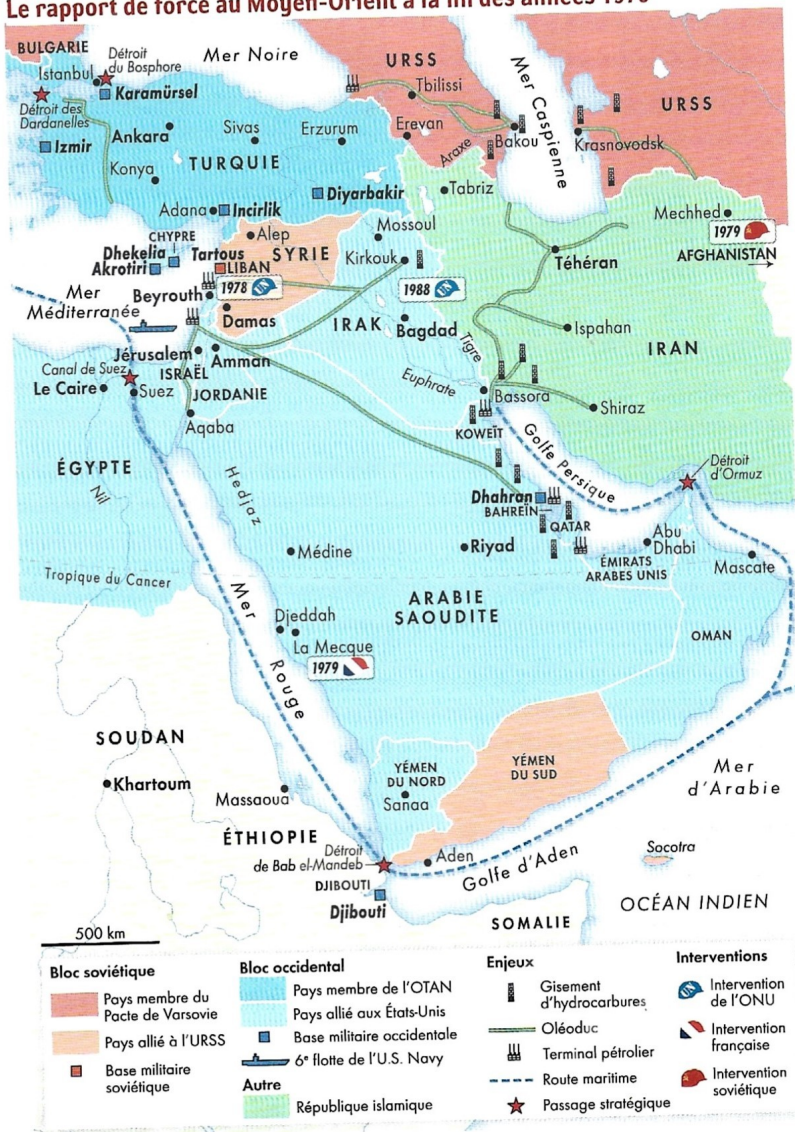 Le rapport de force au Moyen-Orient à la fin des années 1970
BULGARIE
Détroit
du Bosphore
Mer Noire
URSS
Istanbul
Karamürsel
Tbilissi
Mer Caspienne
URSS
Détroit des
Dardanelles
Ankara
Sivas
Erzurum
Erevan
Bakou
Krasnovodsk
Izmir
Araxe
Konya
TURQUIE
Tabriz
Diyarbakir
Adana
Incirlik
Mechhed
CHYPRE
Alep
Mossoul
1979
Dhekelia
Tartous
SYRIE
Kirkouk
Téhéran
AFGHANISTAN
Akrotiri
LIBAN
Mer
Méditerranée
Beyrouth
1978
UN
1988
UN
Damas
IRAK
Bagdad
Ispahan
Tigre
IRAN
Jérusalem
Amman
Canal de Suez
ISRAËL
Le Caire
Suez
JORDANIE
Euphrate
Bassora
Shiraz
Aqaba
KOWEÏT
Golfe Persique
ÉGYPTE
Hedjaz
Détroit
d'Ormuz
Nil
Dhahran
BAHREÏN
QATAR
Médine
Riyad
Abu
Dhabi
ÉMIRATS
ARABES UNIS
Mascate
Tropique du Cancer
Mer
Rouge
ARABIE
SAOUDITE
Djeddah
La Mecque
OMAN
1979
SOUDAN
YÉMEN
DU NORD
YÉMEN
DU SUD
Mer
d'Arabie
Khartoum
Massaoua
Sanaa
ÉTHIOPIE
Détroit
de Bab el-Mandeb
Aden
Golfe d'Aden
Socotra
DJIBOUTI
Djibouti
OCÉAN INDIEN
SOMALIE
500 km
Bloc soviétique
Pays membre du
Pacte de Varsovie
Pays allié à l'URSS
Base militaire
soviétique
Bloc occidental
Pays membre de l'OTAN
Pays allié aux États-Unis
Base militaire occidentale
6e flotte de l'U.S. Navy
Autre
République islamique
Enjeux
Gisement
d'hydrocarbures
Oléoduc
Terminal pétrolier
Route maritime
Passage stratégique
Interventions
UN
Intervention
de l'ONU
Intervention
française
Intervention
soviétique